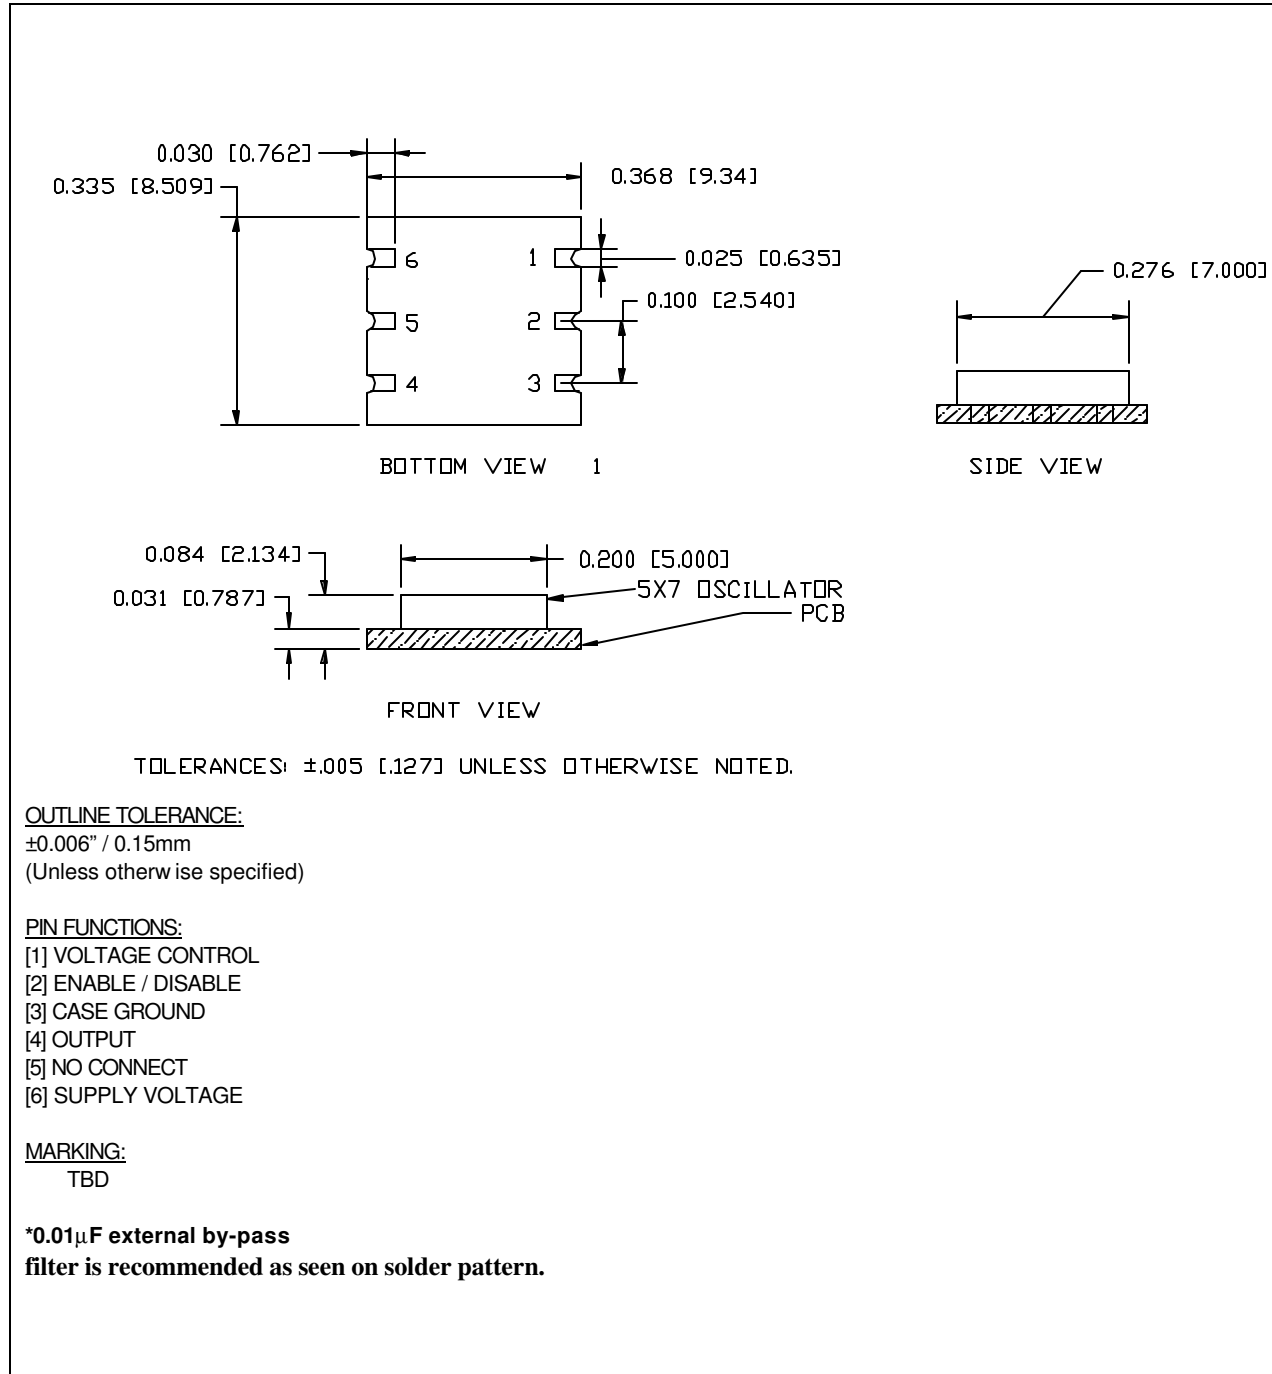 0.030 [0.762]
0.335 [8.509]
0.368 [9.34]
6 1
0.025 [0.635]
0.276 [7.000]
0.100 [2.540]
5 2
4 3
BOTTOM VIEW 1
SIDE VIEW
0.084 [2.134]
0.200 [5.000]
0.031 [0.787]
5X7 OSCILLATOR
PCB
FRONT VIEW
TOLERANCES: ±.005 [.127] UNLESS OTHERWISE NOTED.
OUTLINE TOLERANCE:
±0.006” / 0.15mm
(Unless otherw ise specified)
PIN FUNCTIONS:
[1] VOLTAGE CONTROL
[2] ENABLE / DISABLE
[3] CASE GROUND
[4] OUTPUT
[5] NO CONNECT
[6] SUPPLY VOLTAGE
MARKING:
TBD
*0.01μF external by-pass
filter is recommended as seen on solder pattern.